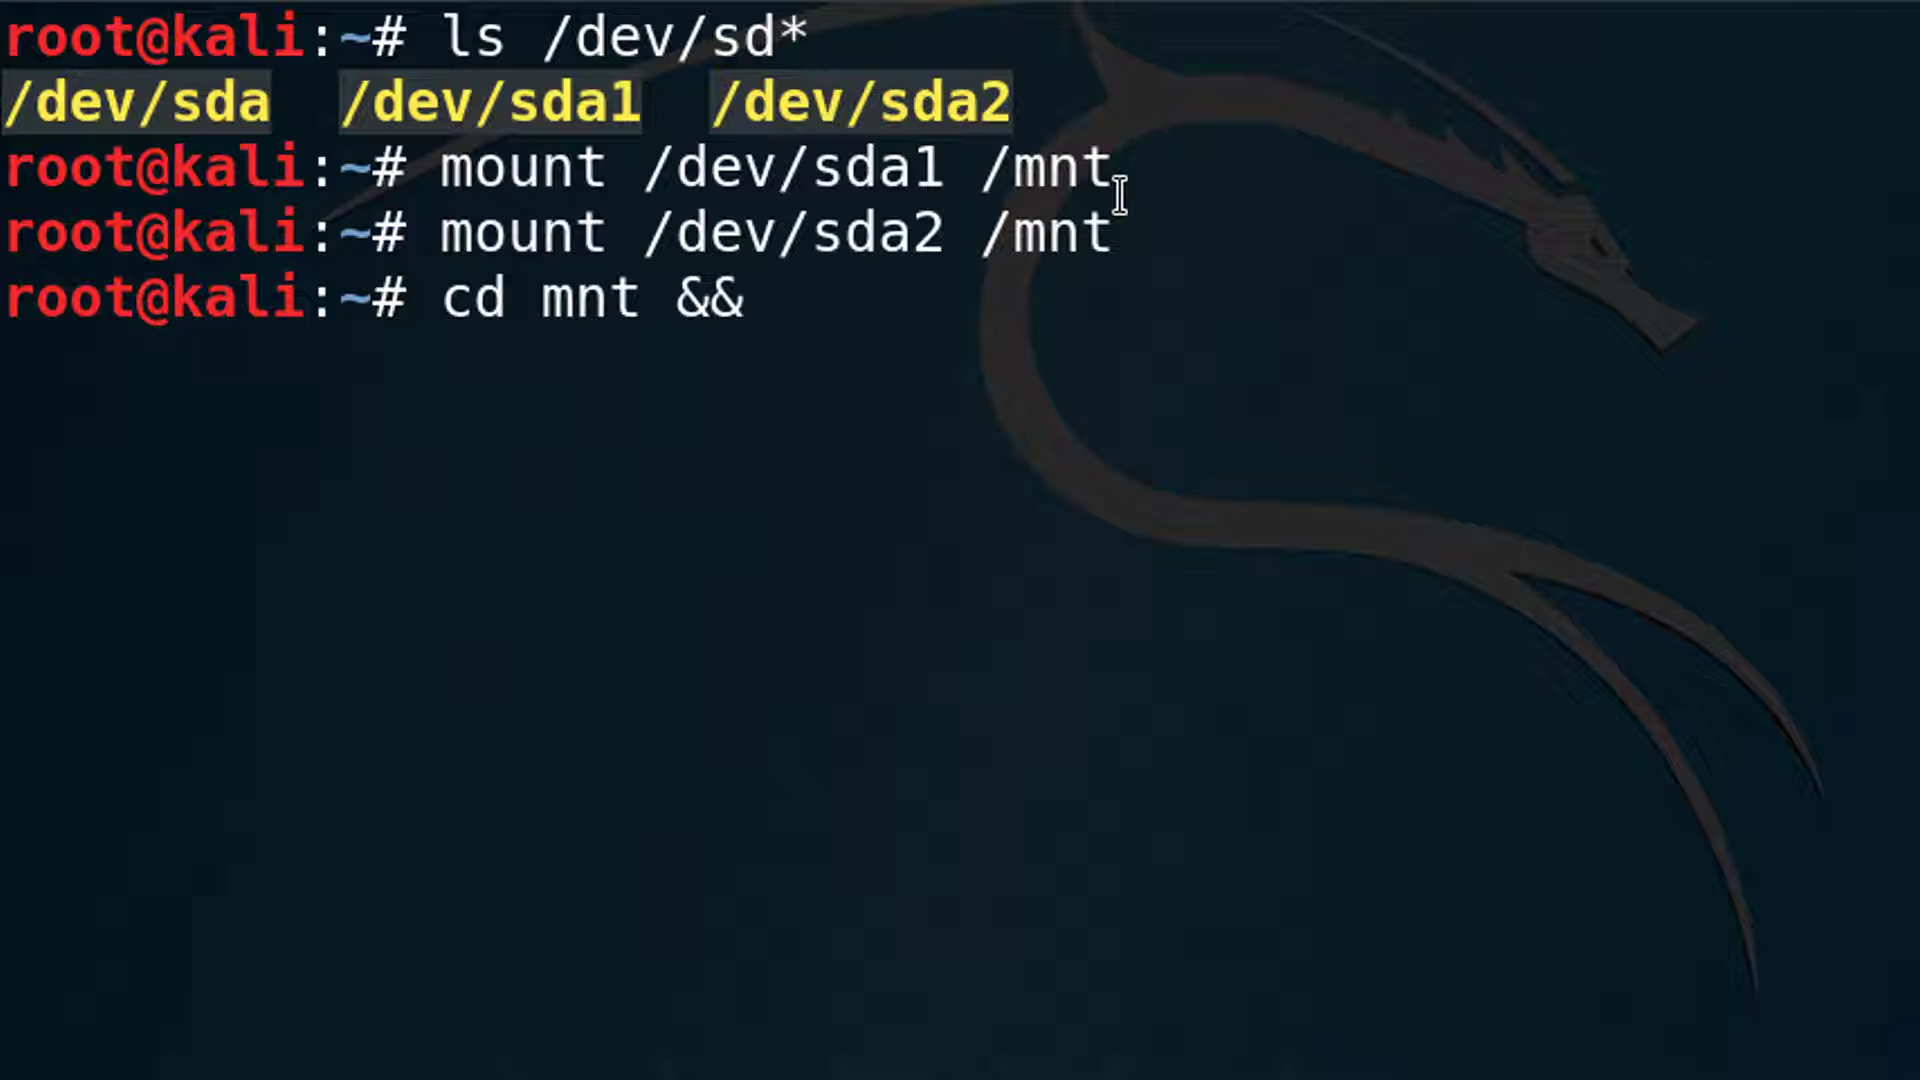 root@kali:~# ls /dev/sd*
/dev/sda  /dev/sda1  /dev/sda2
root@kali:~# mount /dev/sda1 /mnt
root@kali:~# mount /dev/sda2 /mnt
root@kali:~# cd mnt &&